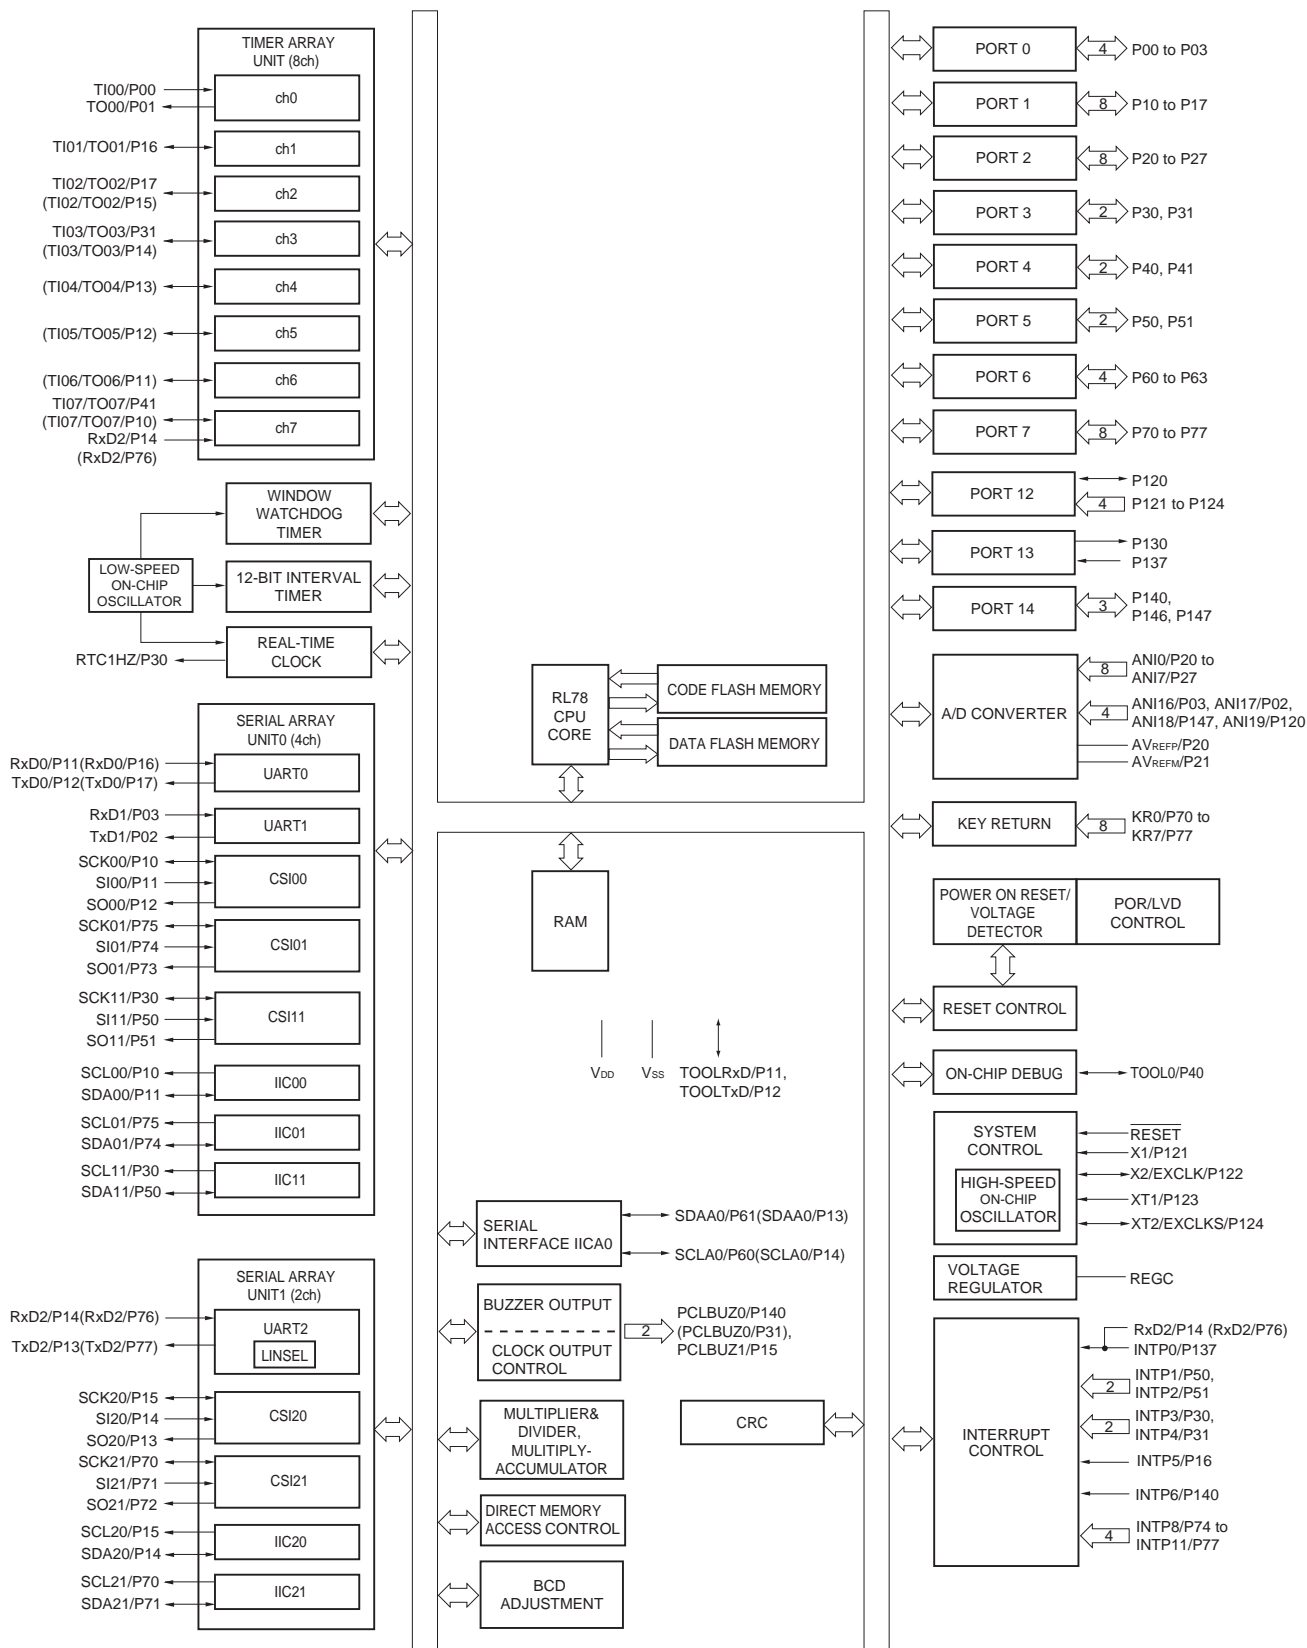 TIMER ARRAY
UNIT (8ch)
TI00/P00
TO00/P01
ch0
TI01/TO01/P16
ch1
TI02/TO02/P17
(TI02/TO02/P15)
ch2
TI03/TO03/P31
(TI03/TO03/P14)
ch3
(TI04/TO04/P13)
ch4
(TI05/TO05/P12)
ch5
(TI06/TO06/P11)
ch6
TI07/TO07/P41
(TI07/TO07/P10)
RxD2/P14
(RxD2/P76)
ch7
WINDOW
WATCHDOG
TIMER
LOW-SPEED
ON-CHIP
OSCILLATOR
12-BIT INTERVAL
TIMER
REAL-TIME
CLOCK
RTC1HZ/P30
SERIAL ARRAY
UNIT0 (4ch)
RxD0/P11(RxD0/P16)
TxD0/P12(TxD0/P17)
UART0
RxD1/P03
TxD1/P02
UART1
SCK00/P10
SI00/P11
SO00/P12
CSI00
SCK01/P75
SI01/P74
SO01/P73
CSI01
SCK11/P30
SI11/P50
SO11/P51
CSI11
SCL00/P10
SDA00/P11
IIC00
SCL01/P75
SDA01/P74
IIC01
SCL11/P30
SDA11/P50
IIC11
SERIAL ARRAY
UNIT1 (2ch)
RxD2/P14(RxD2/P76)
TxD2/P13(TxD2/P77)
UART2
LINSEL
SCK20/P15
SI20/P14
SO20/P13
CSI20
SCK21/P70
SI21/P71
SO21/P72
CSI21
SCL20/P15
SDA20/P14
IIC20
SCL21/P70
SDA21/P71
IIC21
RL78
CPU
CORE
CODE FLASH MEMORY
DATA FLASH MEMORY
RAM
VDD
VSS
TOOLRxD/P11,
TOOLTxD/P12
SERIAL
INTERFACE IICA0
SDAA0/P61(SDAA0/P13)
SCLA0/P60(SCLA0/P14)
BUZZER OUTPUT
CLOCK OUTPUT
CONTROL
2
PCLBUZ0/P140
(PCLBUZ0/P31),
PCLBUZ1/P15
MULTIPLIER&
DIVIDER,
MULITIPLY-
ACCUMULATOR
CRC
DIRECT MEMORY
ACCESS CONTROL
BCD
ADJUSTMENT
PORT 0
4
P00 to P03
PORT 1
8
P10 to P17
PORT 2
8
P20 to P27
PORT 3
2
P30, P31
PORT 4
2
P40, P41
PORT 5
2
P50, P51
PORT 6
4
P60 to P63
PORT 7
8
P70 to P77
PORT 12
P120
4
P121 to P124
PORT 13
P130
P137
PORT 14
3
P140,
P146, P147
A/D CONVERTER
8
ANI0/P20 to
ANI7/P27
4
ANI16/P03, ANI17/P02,
ANI18/P147, ANI19/P120
AVREFP/P20
AVREFM/P21
KEY RETURN
8
KR0/P70 to
KR7/P77
POWER ON RESET/
VOLTAGE
DETECTOR
POR/LVD
CONTROL
RESET CONTROL
ON-CHIP DEBUG
TOOL0/P40
SYSTEM
CONTROL
HIGH-SPEED
ON-CHIP
OSCILLATOR
RESET
X1/P121
X2/EXCLK/P122
XT1/P123
XT2/EXCLKS/P124
VOLTAGE
REGULATOR
REGC
INTERRUPT
CONTROL
RxD2/P14 (RxD2/P76)
INTP0/P137
2
INTP1/P50,
INTP2/P51
2
INTP3/P30,
INTP4/P31
INTP5/P16
INTP6/P140
4
INTP8/P74 to
INTP11/P77